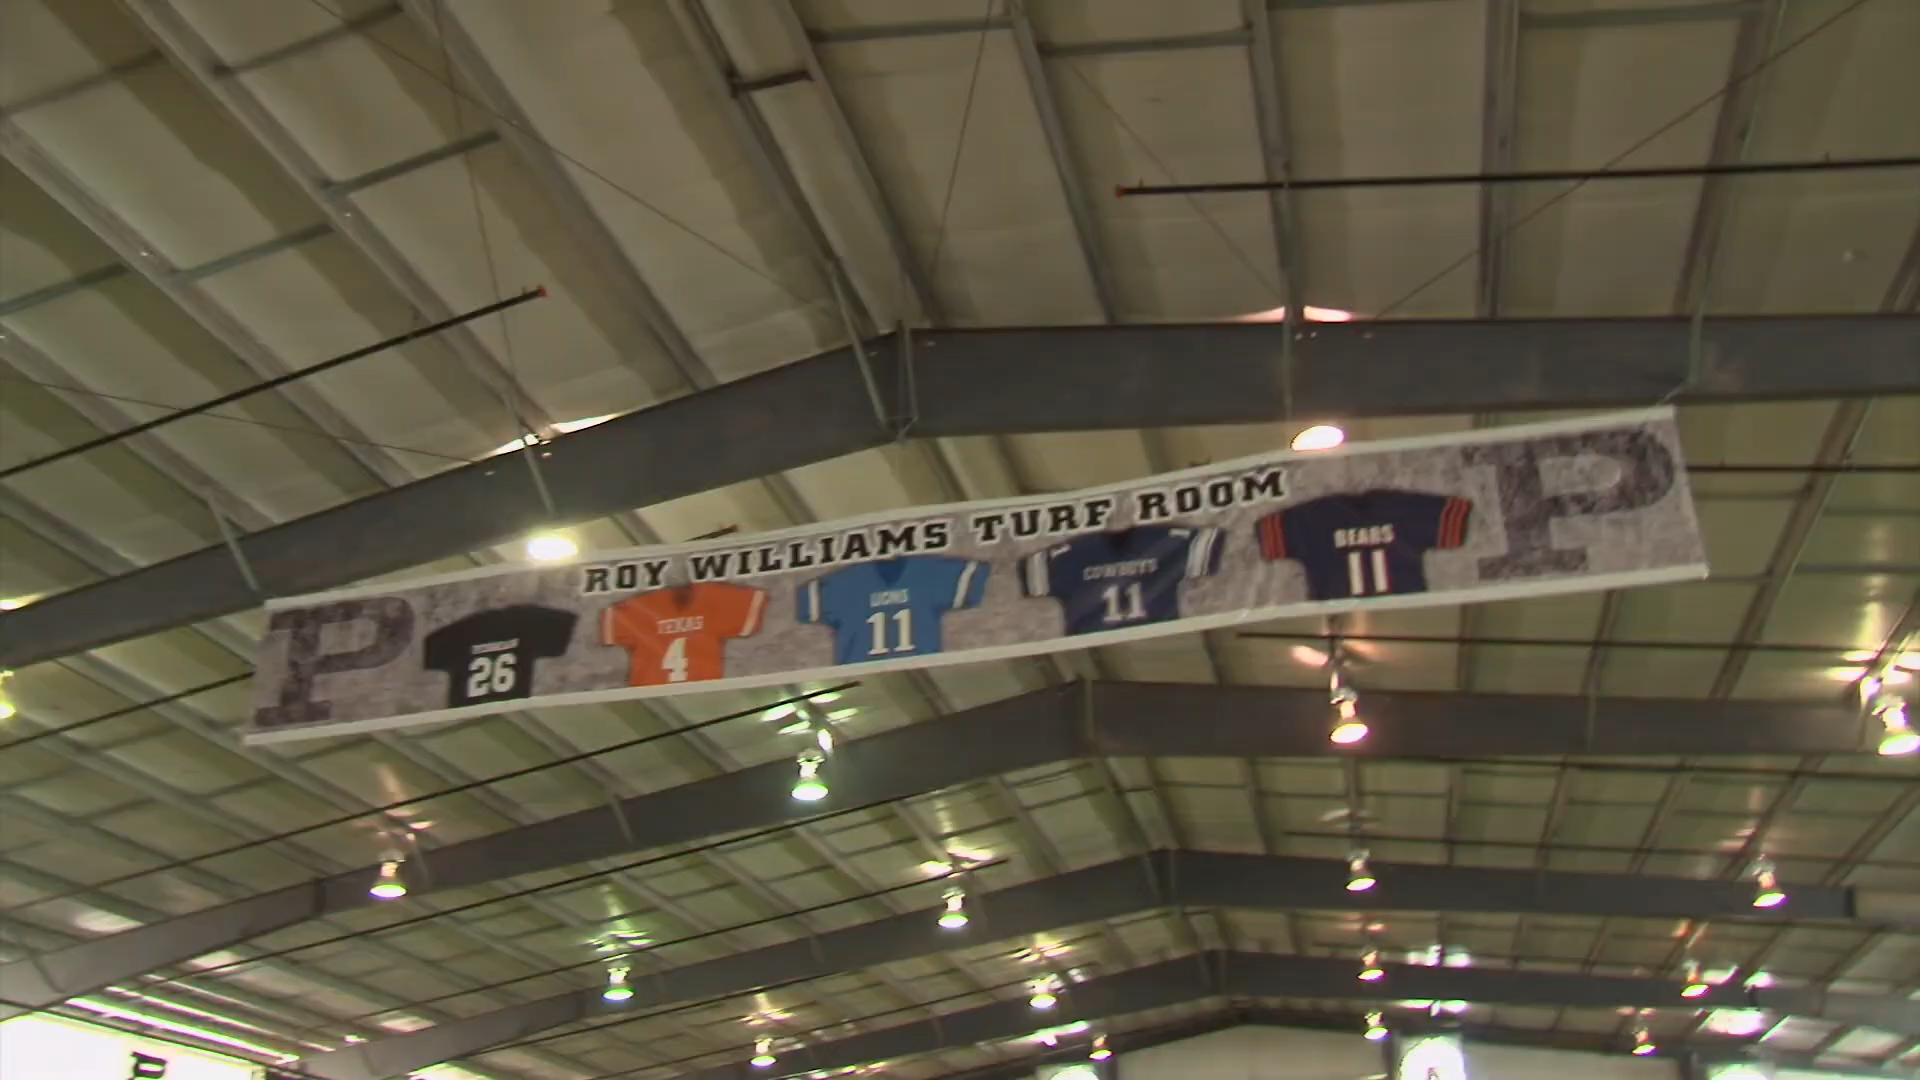 ROY WILLIAMS TURF ROOM
P
26
TEXAS
4
LIONS
11
COWBOYS
11
BEARS
11
P